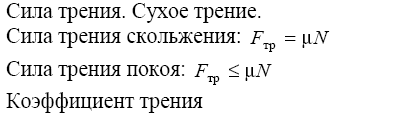 Сила трения. Сухое трение.
Сила трения скольжения: Fтр = μN
Сила трения покоя: Fтр ≤ μN
Коэффициент трения